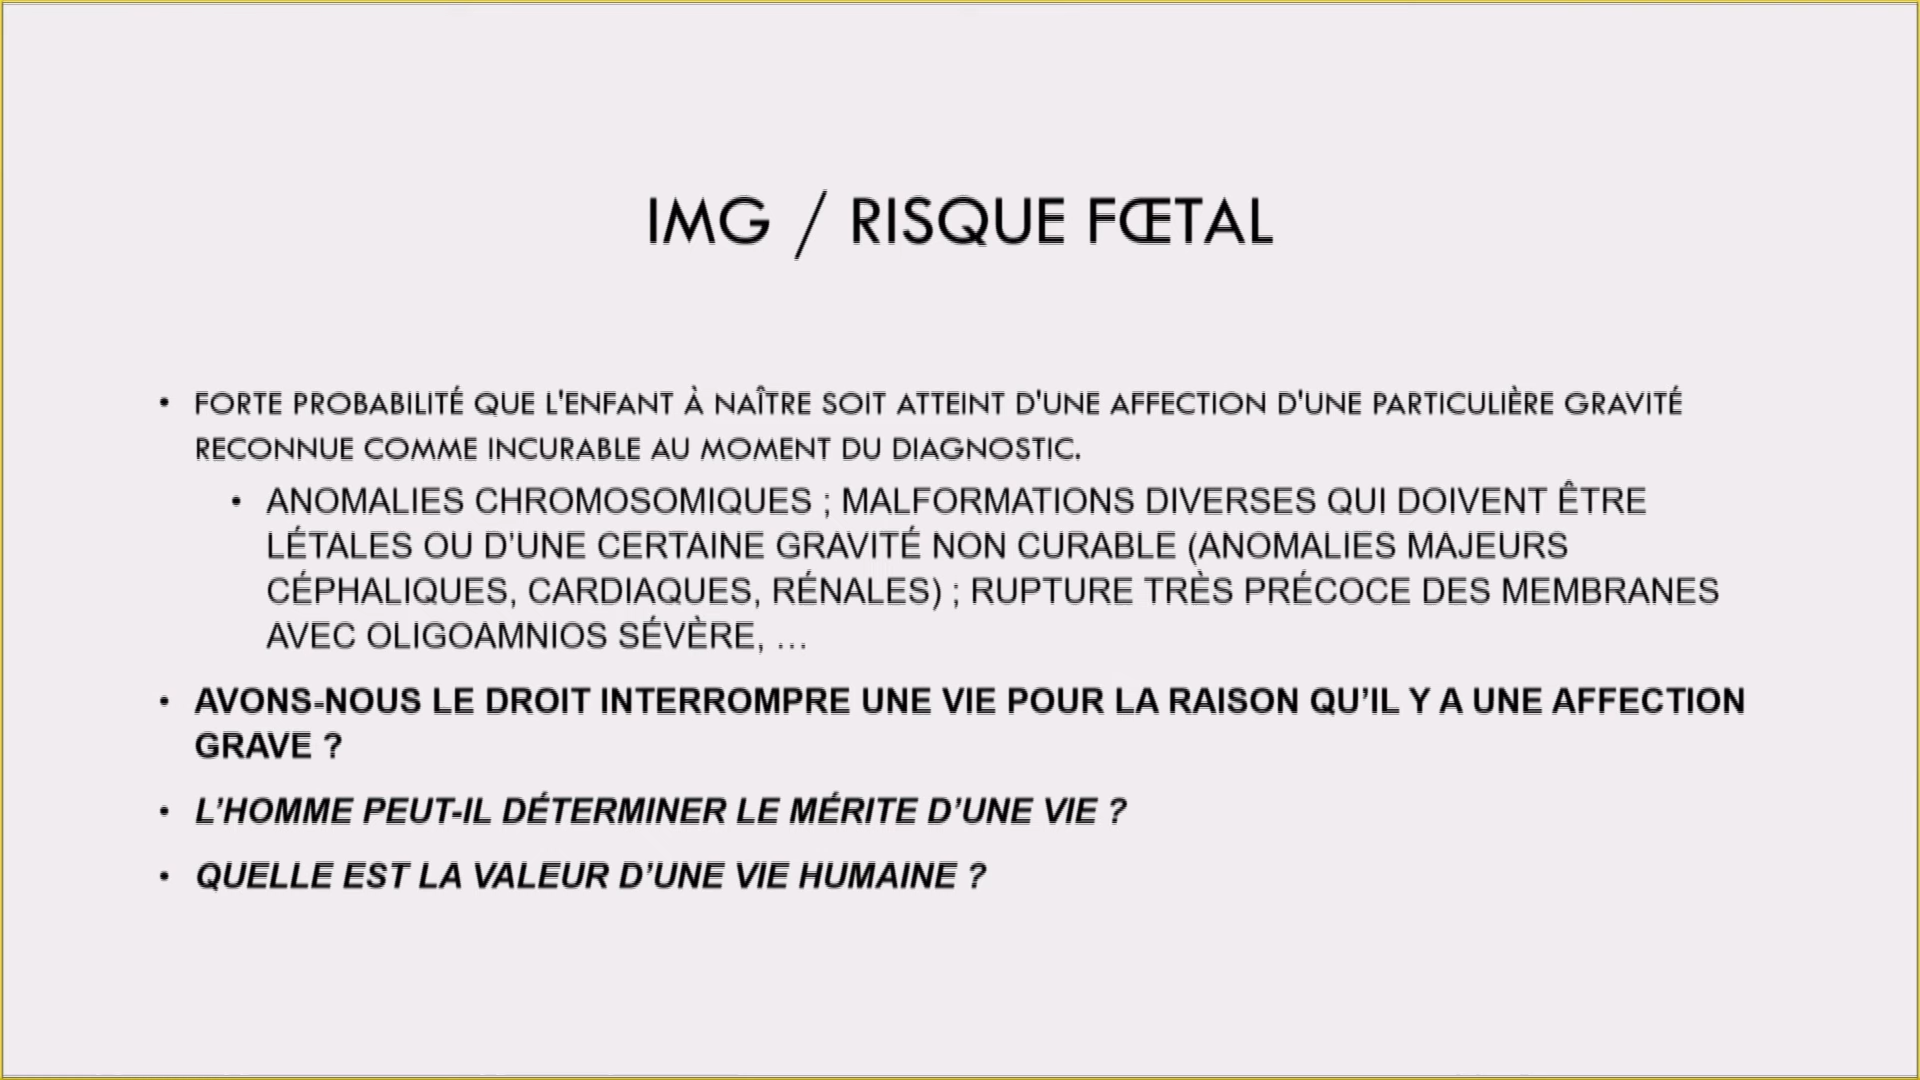 IMG / RISQUE FŒTAL
• FORTE PROBABILITÉ QUE L'ENFANT À NAÎTRE SOIT ATTEINT D'UNE AFFECTION D'UNE PARTICULIÈRE GRAVITÉ
RECONNUE COMME INCURABLE AU MOMENT DU DIAGNOSTIC.
• ANOMALIES CHROMOSOMIQUES ; MALFORMATIONS DIVERSES QUI DOIVENT ÊTRE
LÉTALES OU D’UNE CERTAINE GRAVITÉ NON CURABLE (ANOMALIES MAJEURS
CÉPHALIQUES, CARDIAQUES, RÉNALES) ; RUPTURE TRÈS PRÉCOCE DES MEMBRANES
AVEC OLIGOAMNIOS SÉVÈRE, …
• AVONS-NOUS LE DROIT INTERROMPRE UNE VIE POUR LA RAISON QU’IL Y A UNE AFFECTION
GRAVE ?
• L’HOMME PEUT-IL DÉTERMINER LE MÉRITE D’UNE VIE ?
• QUELLE EST LA VALEUR D’UNE VIE HUMAINE ?